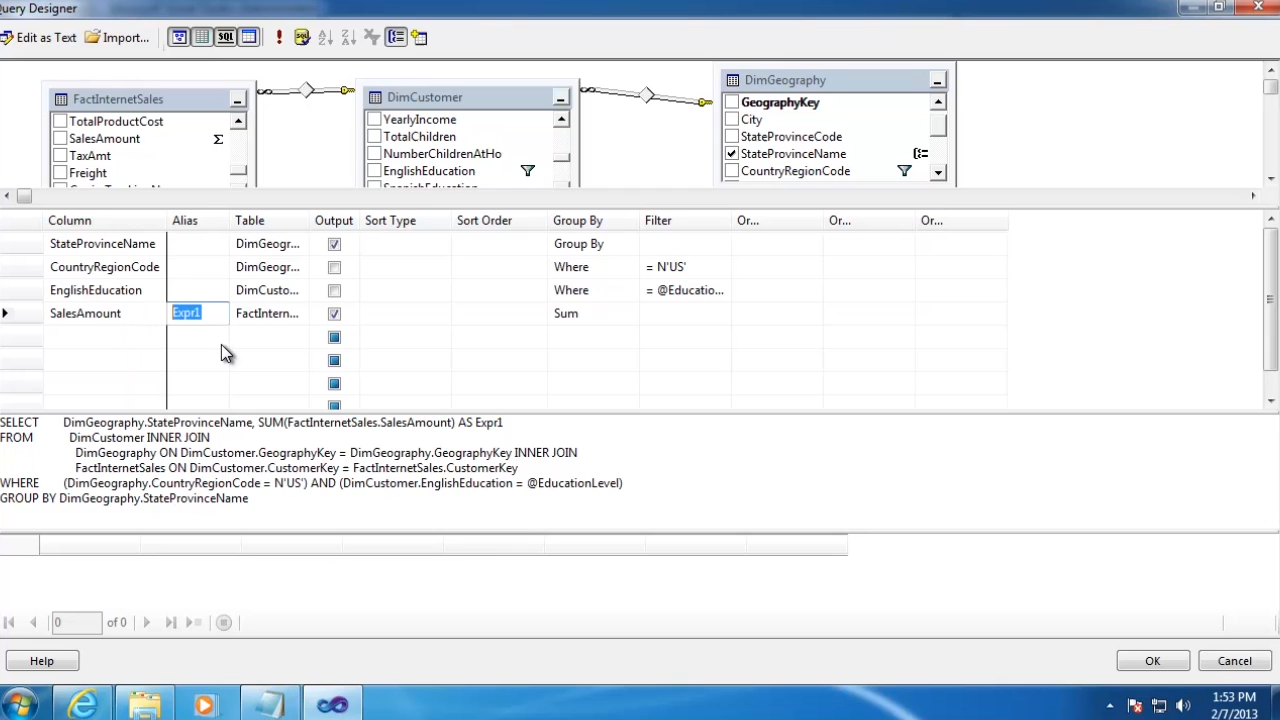 Query Designer
Edit as Text Import... SQL
FactInternetSales
TotalProductCost
SalesAmount Σ
TaxAmt
Freight
DimCustomer
YearlyIncome
TotalChildren
NumberChildrenAtHo
EnglishEducation
DimGeography
GeographyKey
City
StateProvinceCode
StateProvinceName
CountryRegionCode
Column Alias Table Output Sort Type Sort Order Group By Filter Or... Or... Or...
StateProvinceName DimGeogr... Group By
CountryRegionCode DimGeogr... Where = N'US'
EnglishEducation DimCusto... Where = @Educatio...
SalesAmount Expr1 FactIntern... Sum
SELECT DimGeography.StateProvinceName, SUM(FactInternetSales.SalesAmount) AS Expr1
FROM DimCustomer INNER JOIN
DimGeography ON DimCustomer.GeographyKey = DimGeography.GeographyKey INNER JOIN
FactInternetSales ON DimCustomer.CustomerKey = FactInternetSales.CustomerKey
WHERE (DimGeography.CountryRegionCode = N'US') AND (DimCustomer.EnglishEducation = @EducationLevel)
GROUP BY DimGeography.StateProvinceName
0 of 0
Help OK Cancel
1:53 PM
2/7/2013